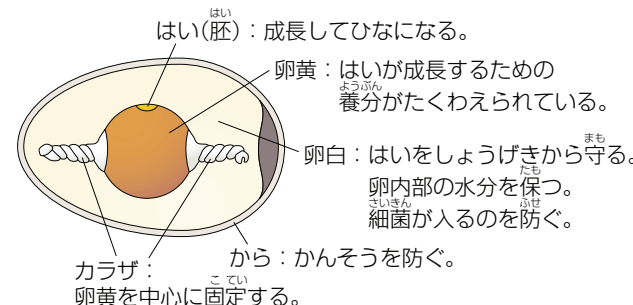 はい(胚)：成長してひなになる。
卵黄：はいが成長するための
養分がたくわえられている。
卵白：はいをしょうげきから守る。
卵内部の水分を保つ。
細菌が入るのを防ぐ。
から：かんそうを防ぐ。
カラザ：
卵黄を中心に固定する。